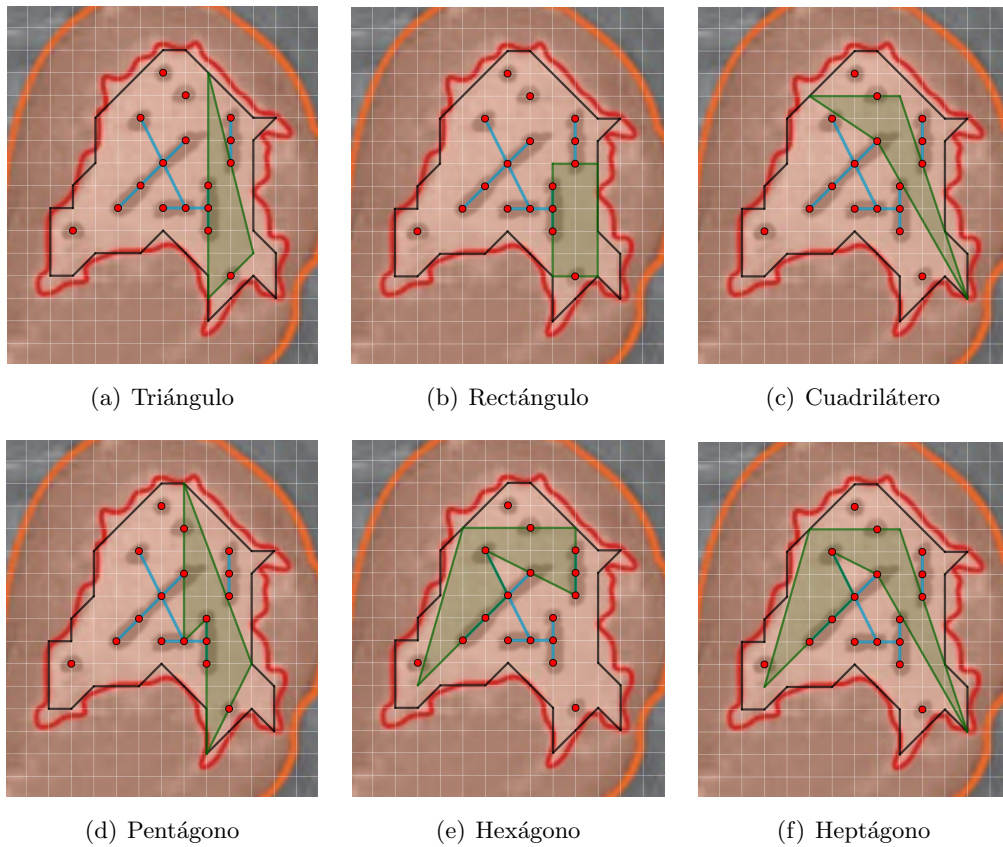 (a) Triángulo
(b) Rectángulo
(c) Cuadrilátero
(d) Pentágono
(e) Hexágono
(f) Heptágono